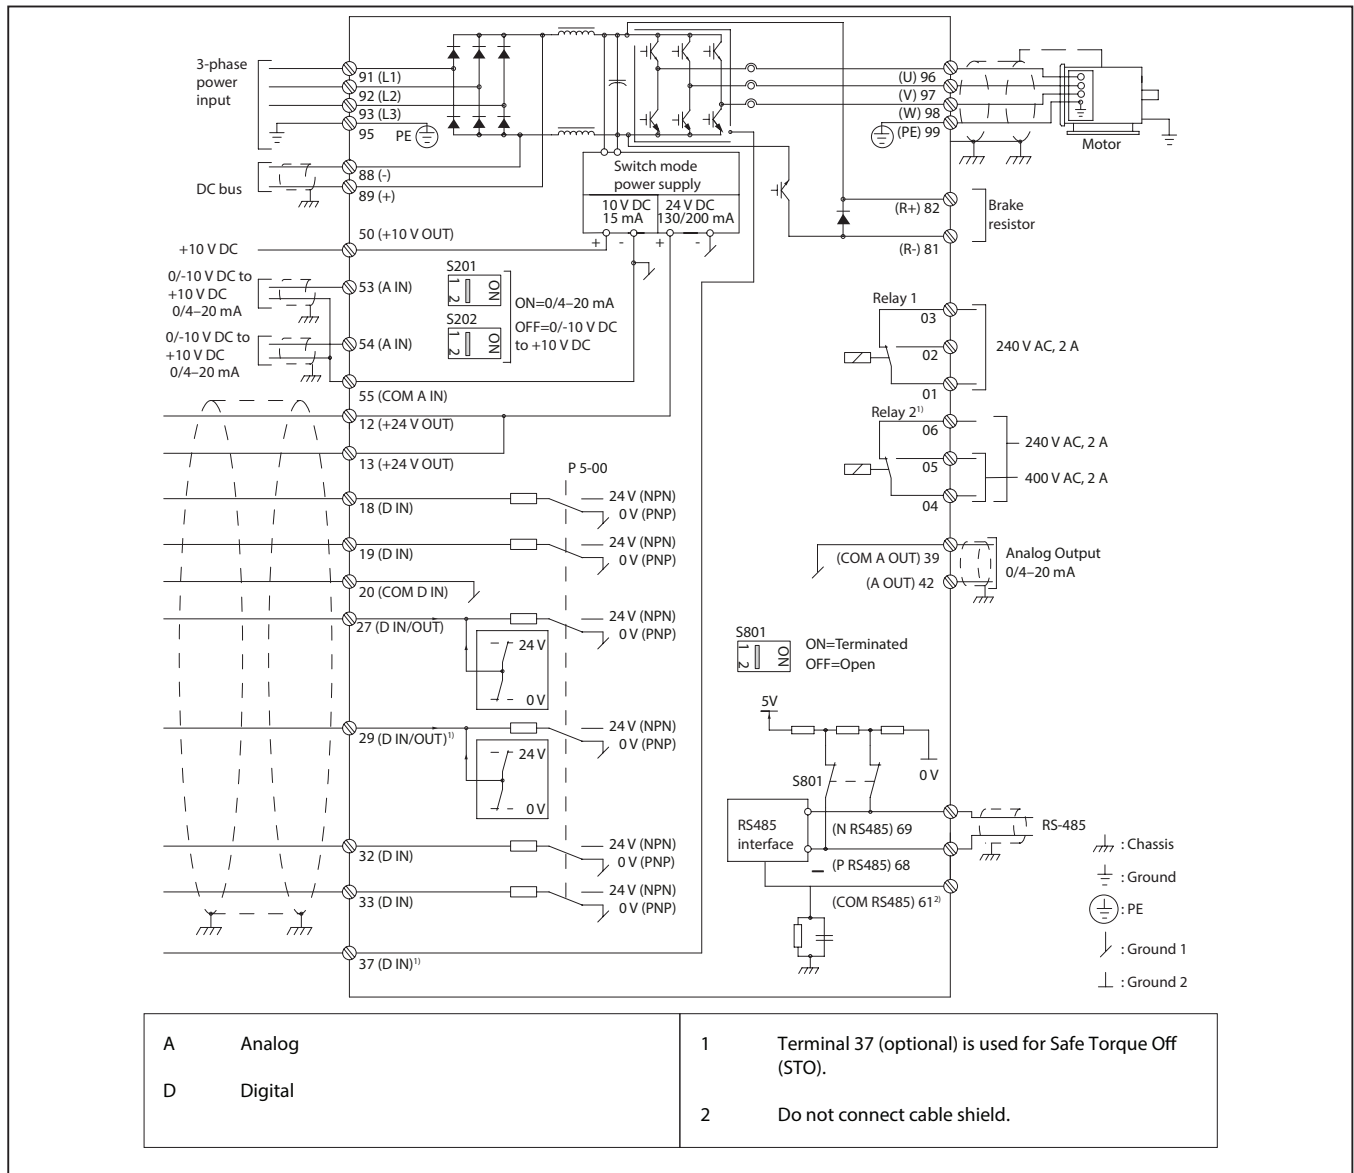 3-phase
power
input
91 (L1)
92 (L2)
93 (L3)
95
PE
DC bus
88 (-)
89 (+)
+10 V DC
50 (+10 V OUT)
0/-10 V DC to
+10 V DC
0/4–20 mA
53 (A IN)
0/-10 V DC to
+10 V DC
0/4–20 mA
54 (A IN)
55 (COM A IN)
12 (+24 V OUT)
13 (+24 V OUT)
18 (D IN)
19 (D IN)
20 (COM D IN)
27 (D IN/OUT)
24 V
0 V
29 (D IN/OUT)1)
24 V
0 V
32 (D IN)
33 (D IN)
37 (D IN)1)
S201
1 2 ON
S202
1 2 ON
ON=0/4–20 mA
OFF=0/-10 V DC
to +10 V DC
P 5-00
24 V (NPN)
0 V (PNP)
24 V (NPN)
0 V (PNP)
24 V (NPN)
0 V (PNP)
24 V (NPN)
0 V (PNP)
24 V (NPN)
0 V (PNP)
24 V (NPN)
0 V (PNP)
Switch mode
power supply
10 V DC
15 mA
24 V DC
130/200 mA
+ - + -
(U) 96
(V) 97
(W) 98
(PE) 99
Motor
(R+) 82
(R-) 81
Brake
resistor
Relay 1
03
02
01
240 V AC, 2 A
Relay 21)
06
05
04
240 V AC, 2 A
400 V AC, 2 A
(COM A OUT) 39
(A OUT) 42
Analog Output
0/4–20 mA
S801
1 2 ON
ON=Terminated
OFF=Open
5V
S801
0 V
RS485
interface
(N RS485) 69
(P RS485) 68
(COM RS485) 612)
RS-485
: Chassis
: Ground
: PE
: Ground 1
: Ground 2
A Analog
D Digital
1 Terminal 37 (optional) is used for Safe Torque Off
(STO).
2 Do not connect cable shield.